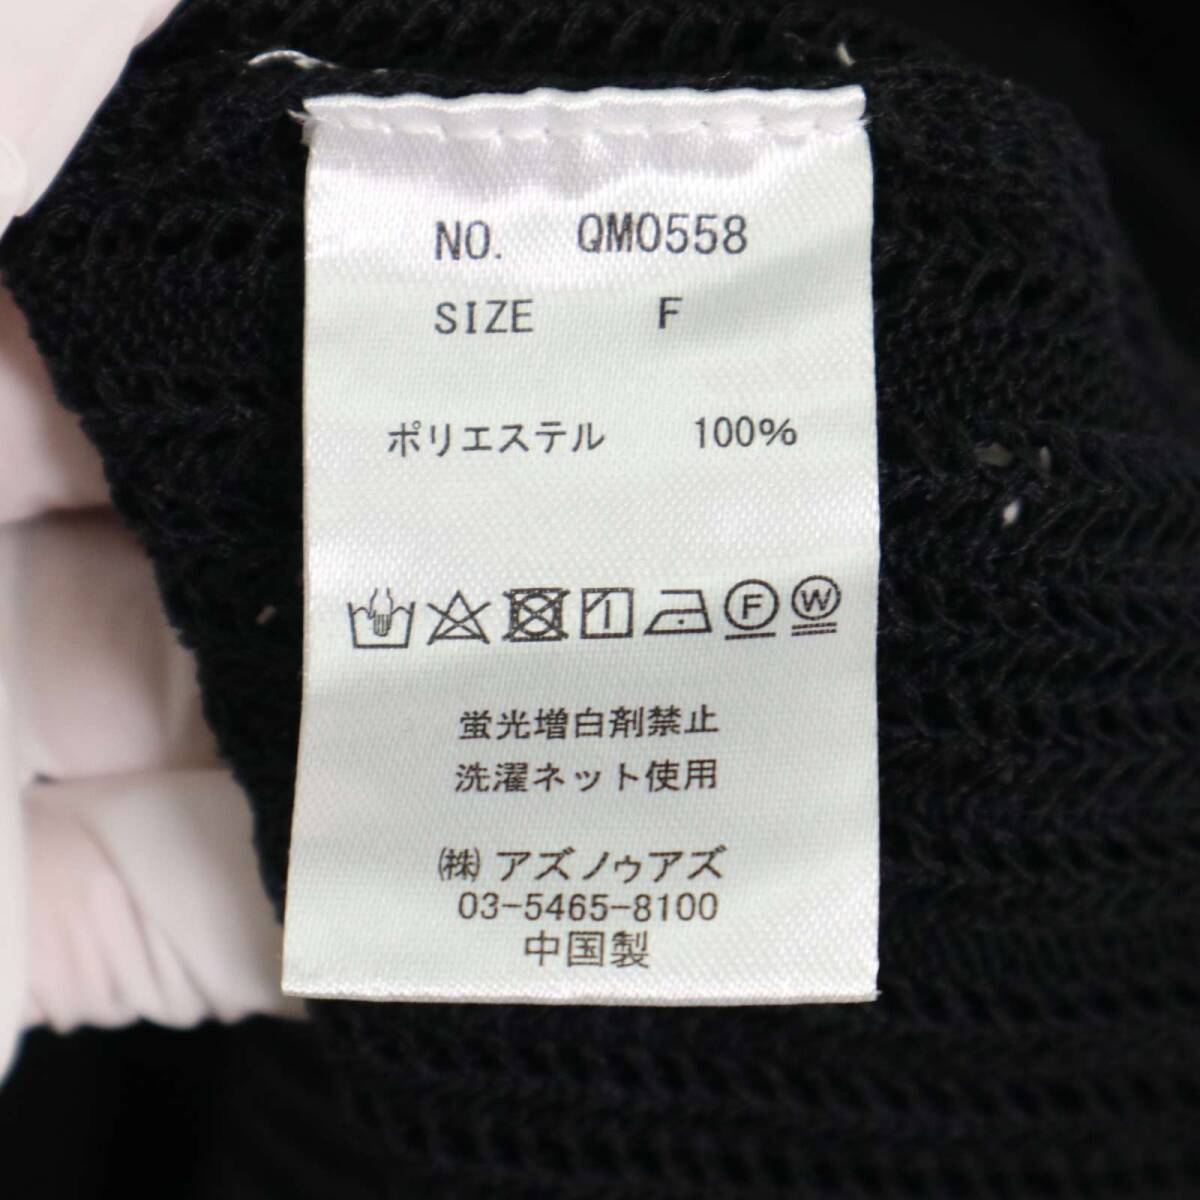 NO. QM0558
SIZE F
ポリエステル 100%
F W
蛍光増白剤禁止
洗濯ネット使用
㈱アズノゥアズ
03-5465-8100
中国製